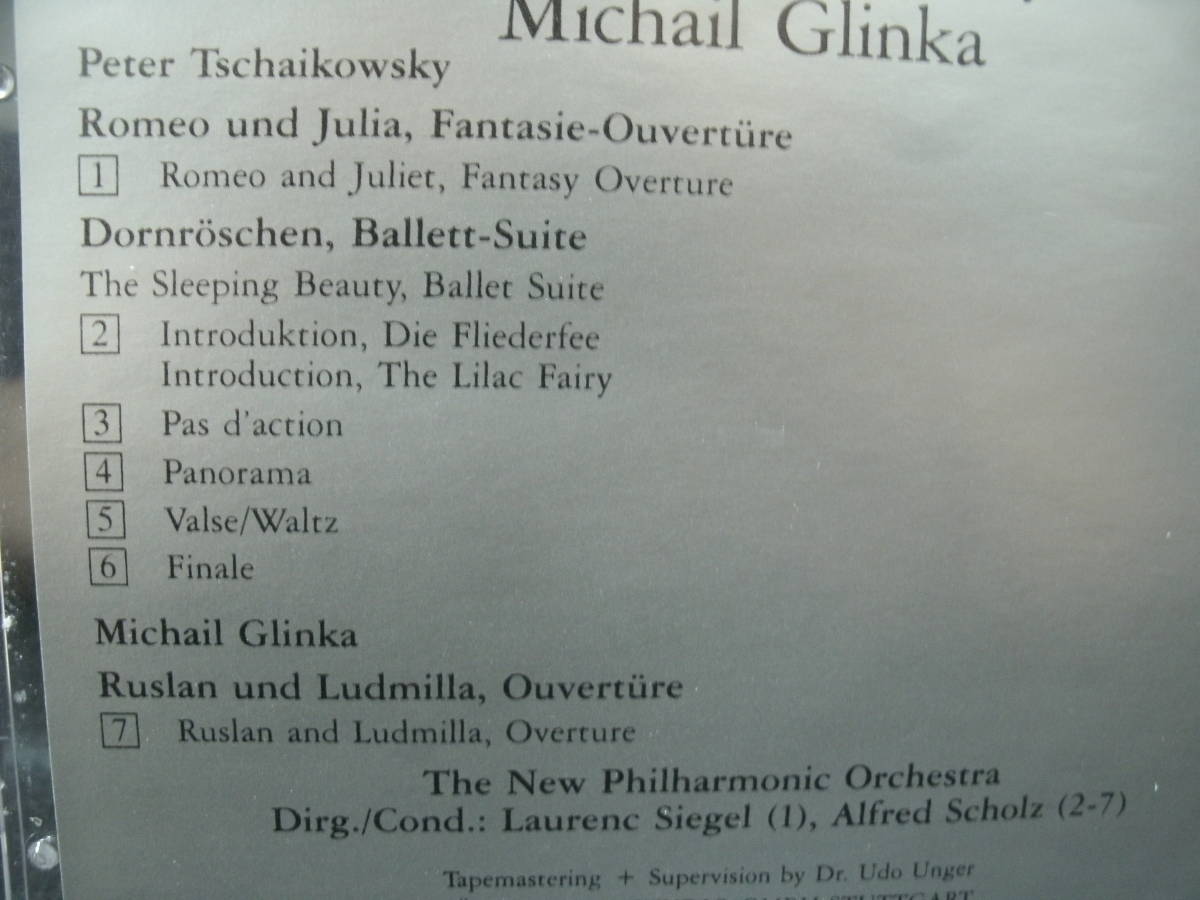 Michail Glinka
Peter Tschaikowsky
Romeo und Julia, Fantasie-Ouvertüre
1 Romeo and Juliet, Fantasy Overture
Dornröschen, Ballett-Suite
The Sleeping Beauty, Ballet Suite
2 Introduktion, Die Fliederfee
Introduction, The Lilac Fairy
3 Pas d'action
4 Panorama
5 Valse/Waltz
6 Finale
Michail Glinka
Ruslan und Ludmilla, Ouvertüre
7 Ruslan and Ludmilla, Overture
The New Philharmonic Orchestra
Dirg./Cond.: Laurenc Siegel (1), Alfred Scholz (2-7)
Tapemastering + Supervision by Dr. Udo Unger
STUTTGART